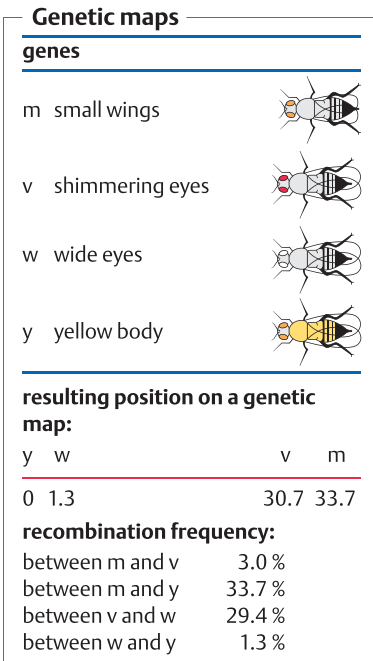 Genetic maps
genes
m small wings
v shimmering eyes
w wide eyes
y yellow body
resulting position on a genetic
map:
y w v m
0 1.3 30.7 33.7
recombination frequency:
between m and v 3.0 %
between m and y 33.7 %
between v and w 29.4 %
between w and y 1.3 %